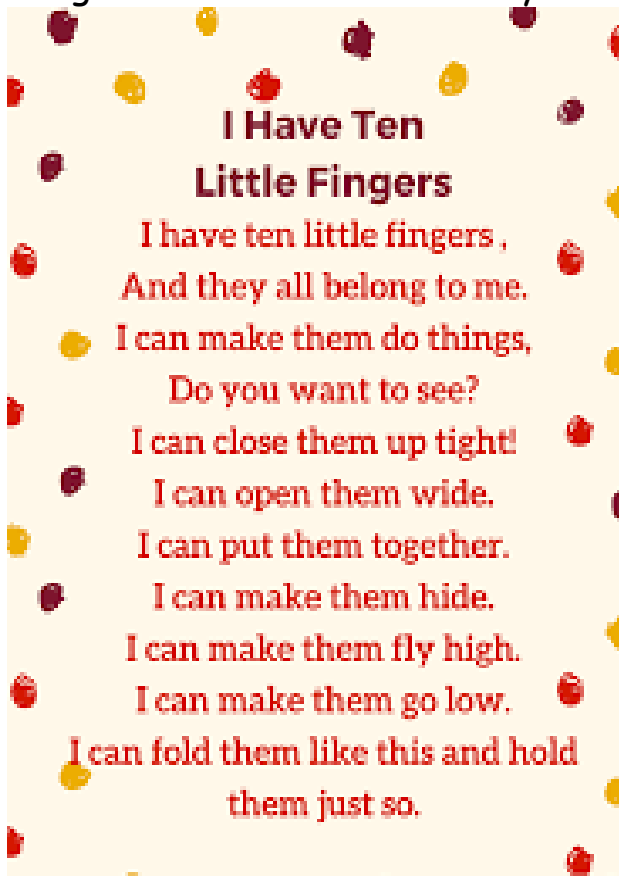 I Have Ten
Little Fingers
I have ten little fingers ,
And they all belong to me.
I can make them do things,
Do you want to see?
I can close them up tight!
I can open them wide.
I can put them together.
I can make them hide.
I can make them fly high.
I can make them go low.
I can fold them like this and hold
them just so.